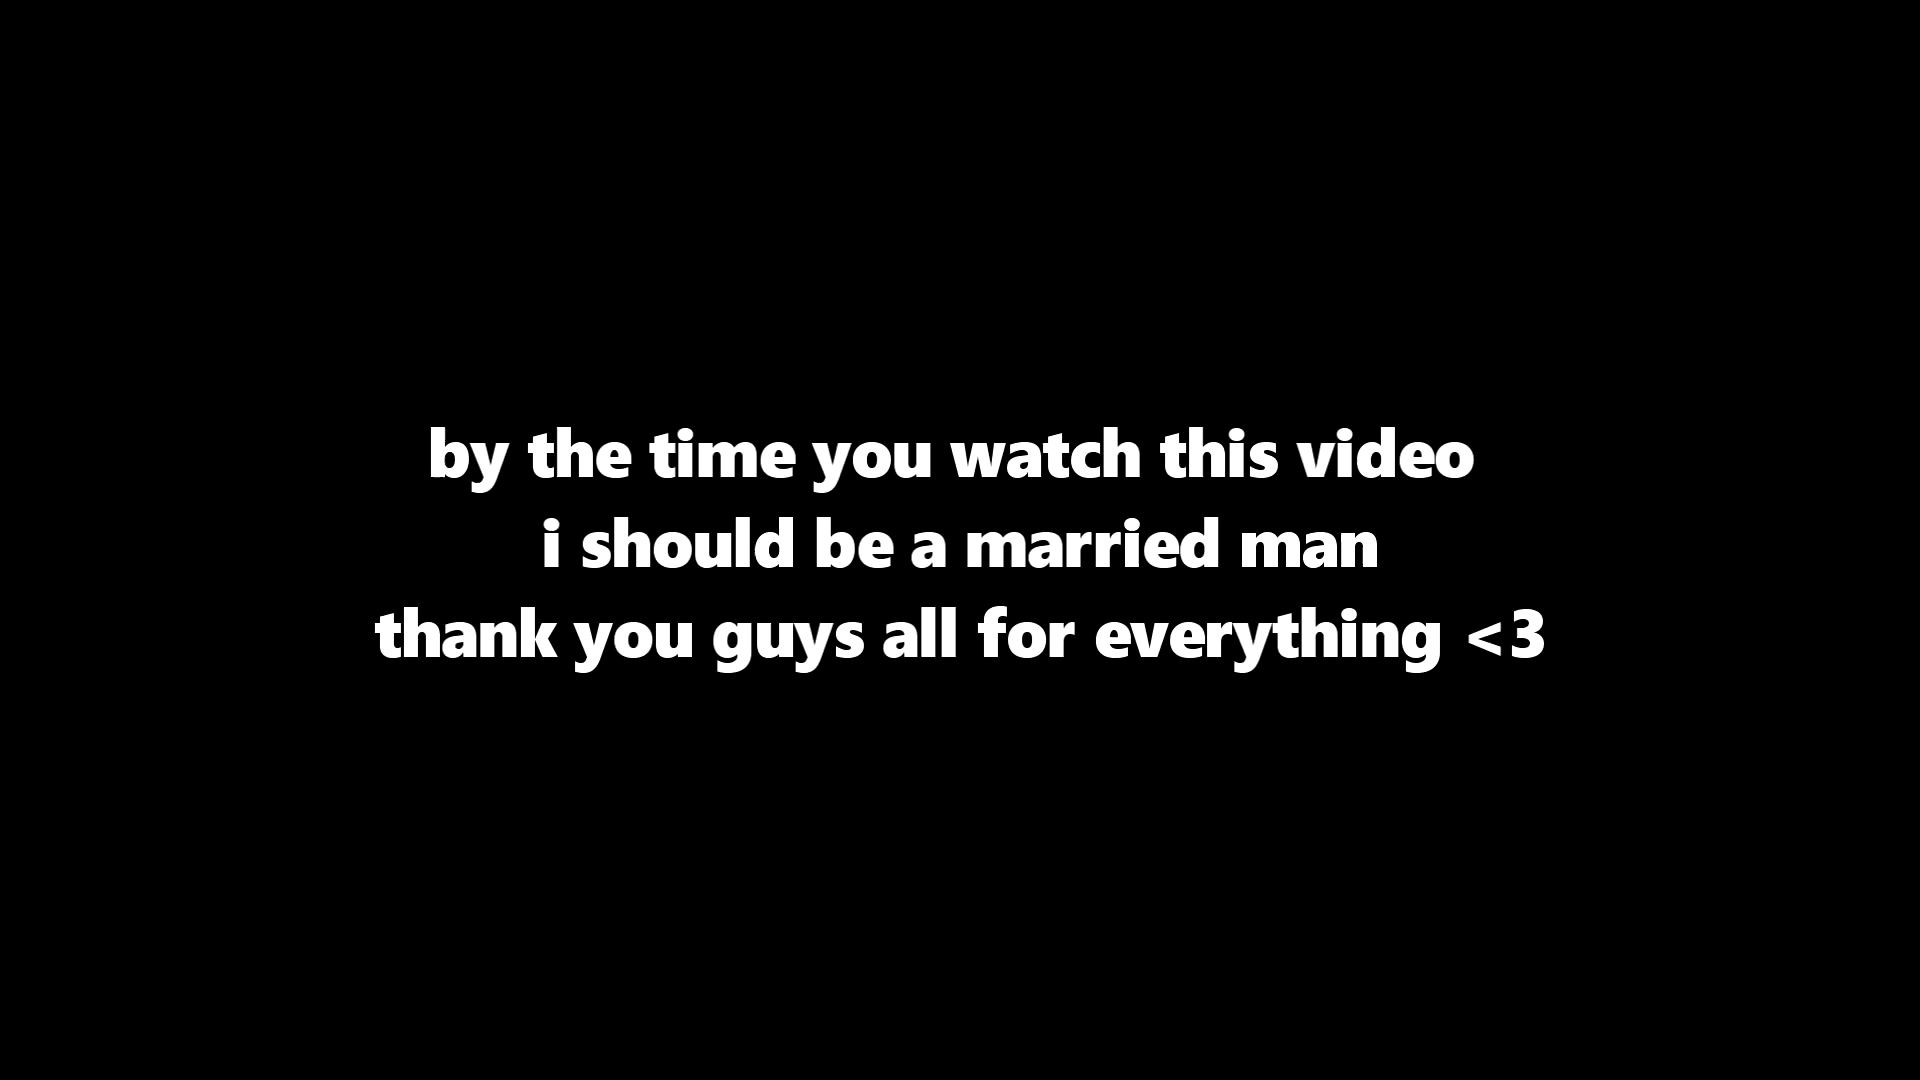 by the time you watch this video
i should be a married man
thank you guys all for everything <3